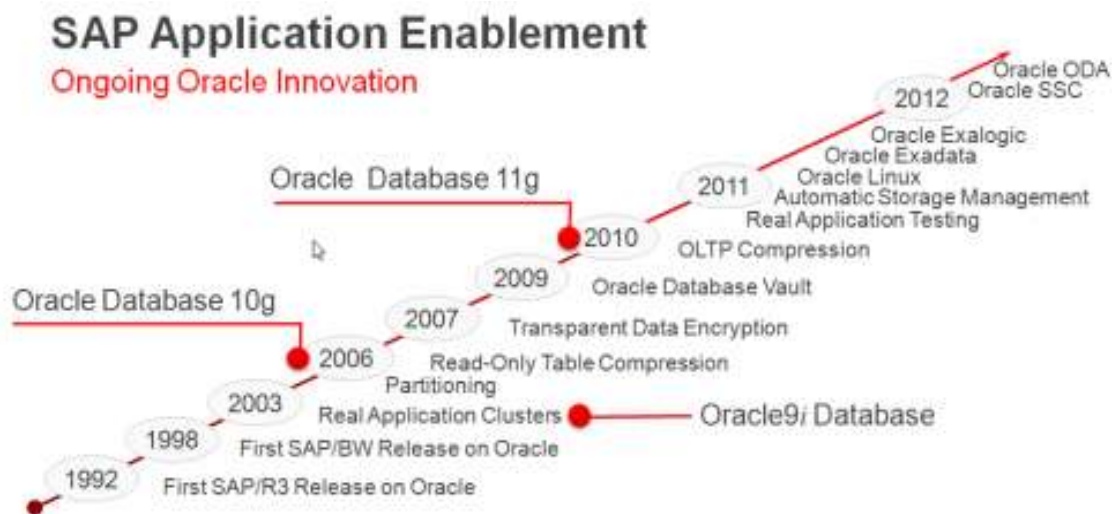 SAP Application Enablement
Ongoing Oracle Innovation
Oracle ODA
Oracle SSC
2012
Oracle Exalogic
Oracle Exadata
Oracle Linux
2011
Automatic Storage Management
Real Application Testing
Oracle Database 11g
2010
OLTP Compression
2009
Oracle Database Vault
Oracle Database 10g
2007
Transparent Data Encryption
2006
Read-Only Table Compression
Partitioning
2003
Real Application Clusters
Oracle9i Database
1998
First SAP/BW Release on Oracle
1992
First SAP/R3 Release on Oracle